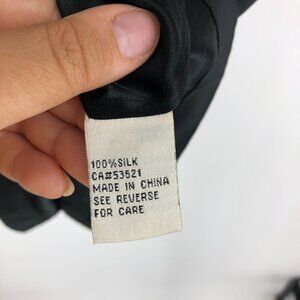 100%SILK
CA#53621
MADE IN CHINA
SEE REVERSE
FOR CARE